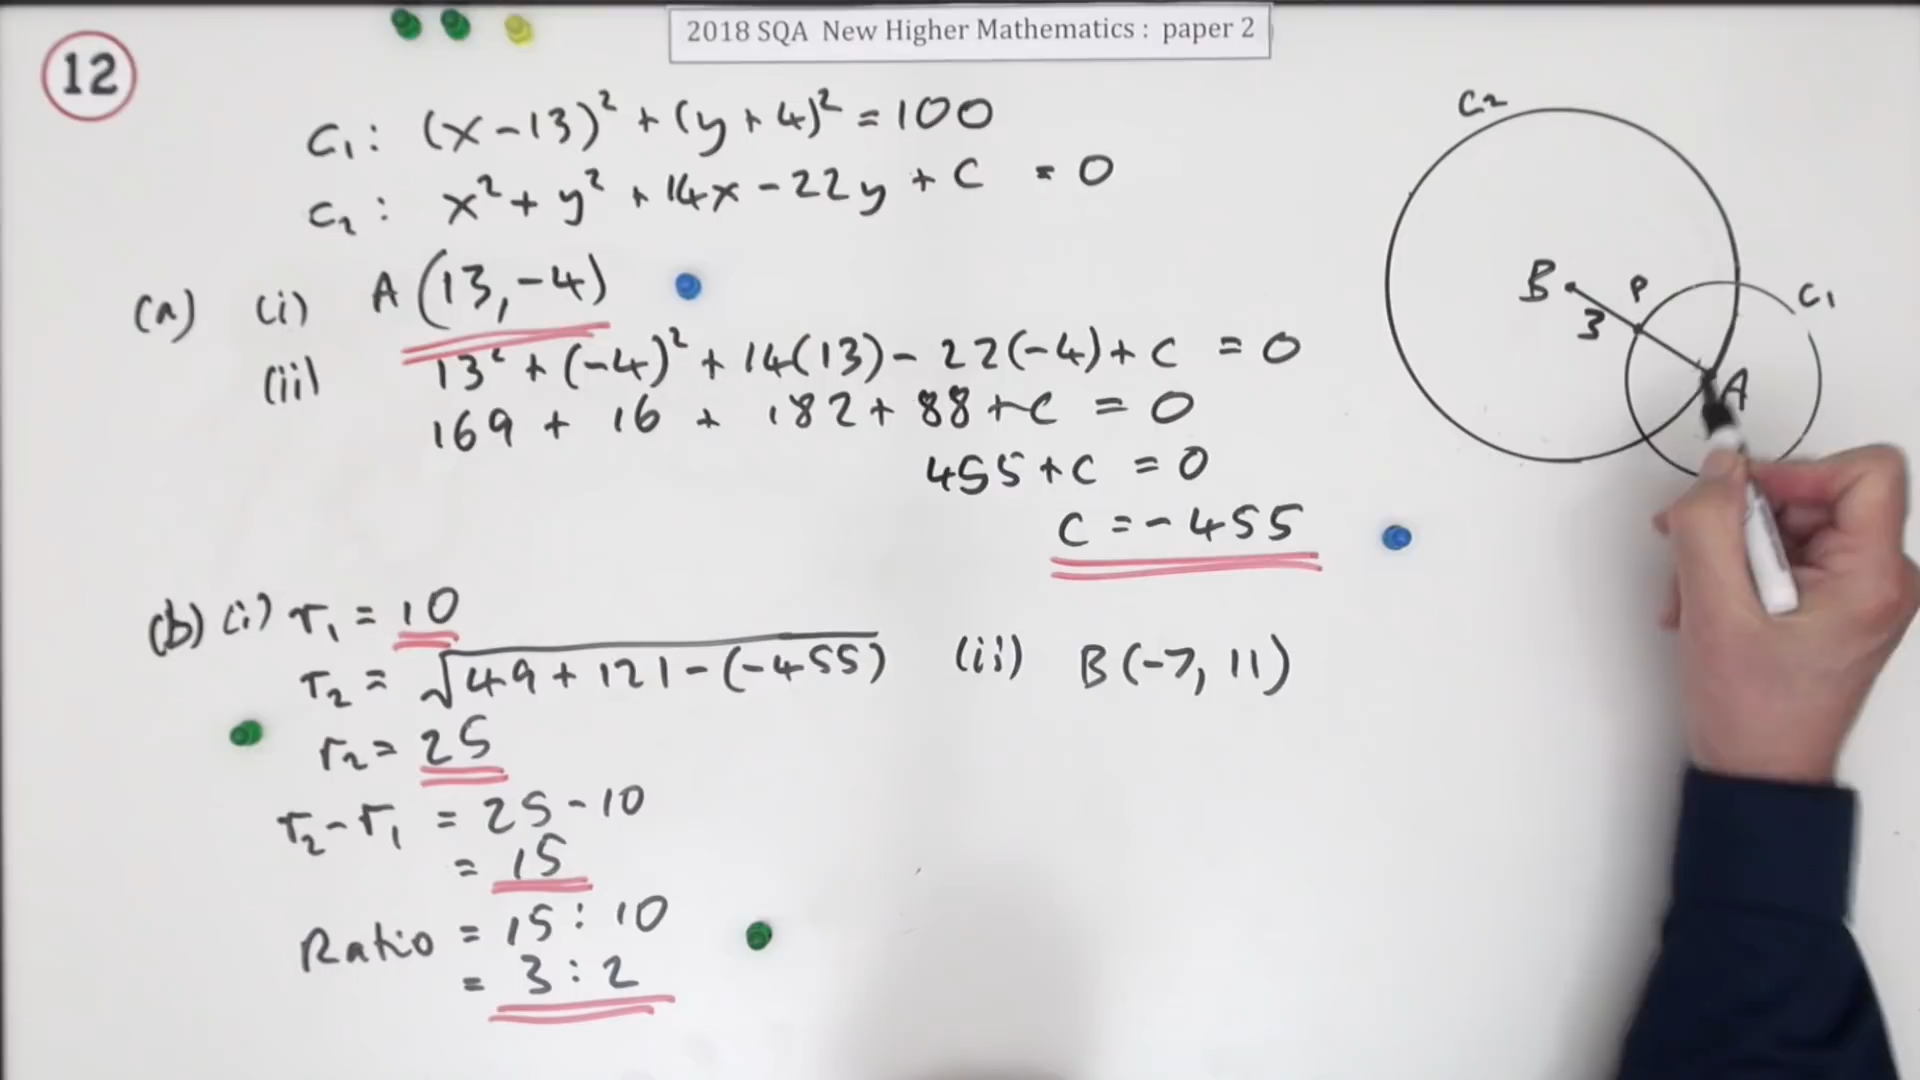 2018 SQA New Higher Mathematics : paper 2
12
C₁: (x-13)² + (y+4)² = 100
C₂: x² + y² + 14x - 22y + C = 0
(a) (i) A(13,-4)
(ii) 13² + (-4)² + 14(13) - 22(-4) + C = 0
169 + 16 + 182 + 88 + C = 0
455 + C = 0
C = -455
(b) (i) r₁ = 10
r₂ = √49 + 121 - (-455)
r₂ = 25
r₂ - r₁ = 25 - 10
= 15
Ratio = 15 : 10
= 3 : 2
(ii) B(-7, 11)
C₂
B
P
3
C₁
A